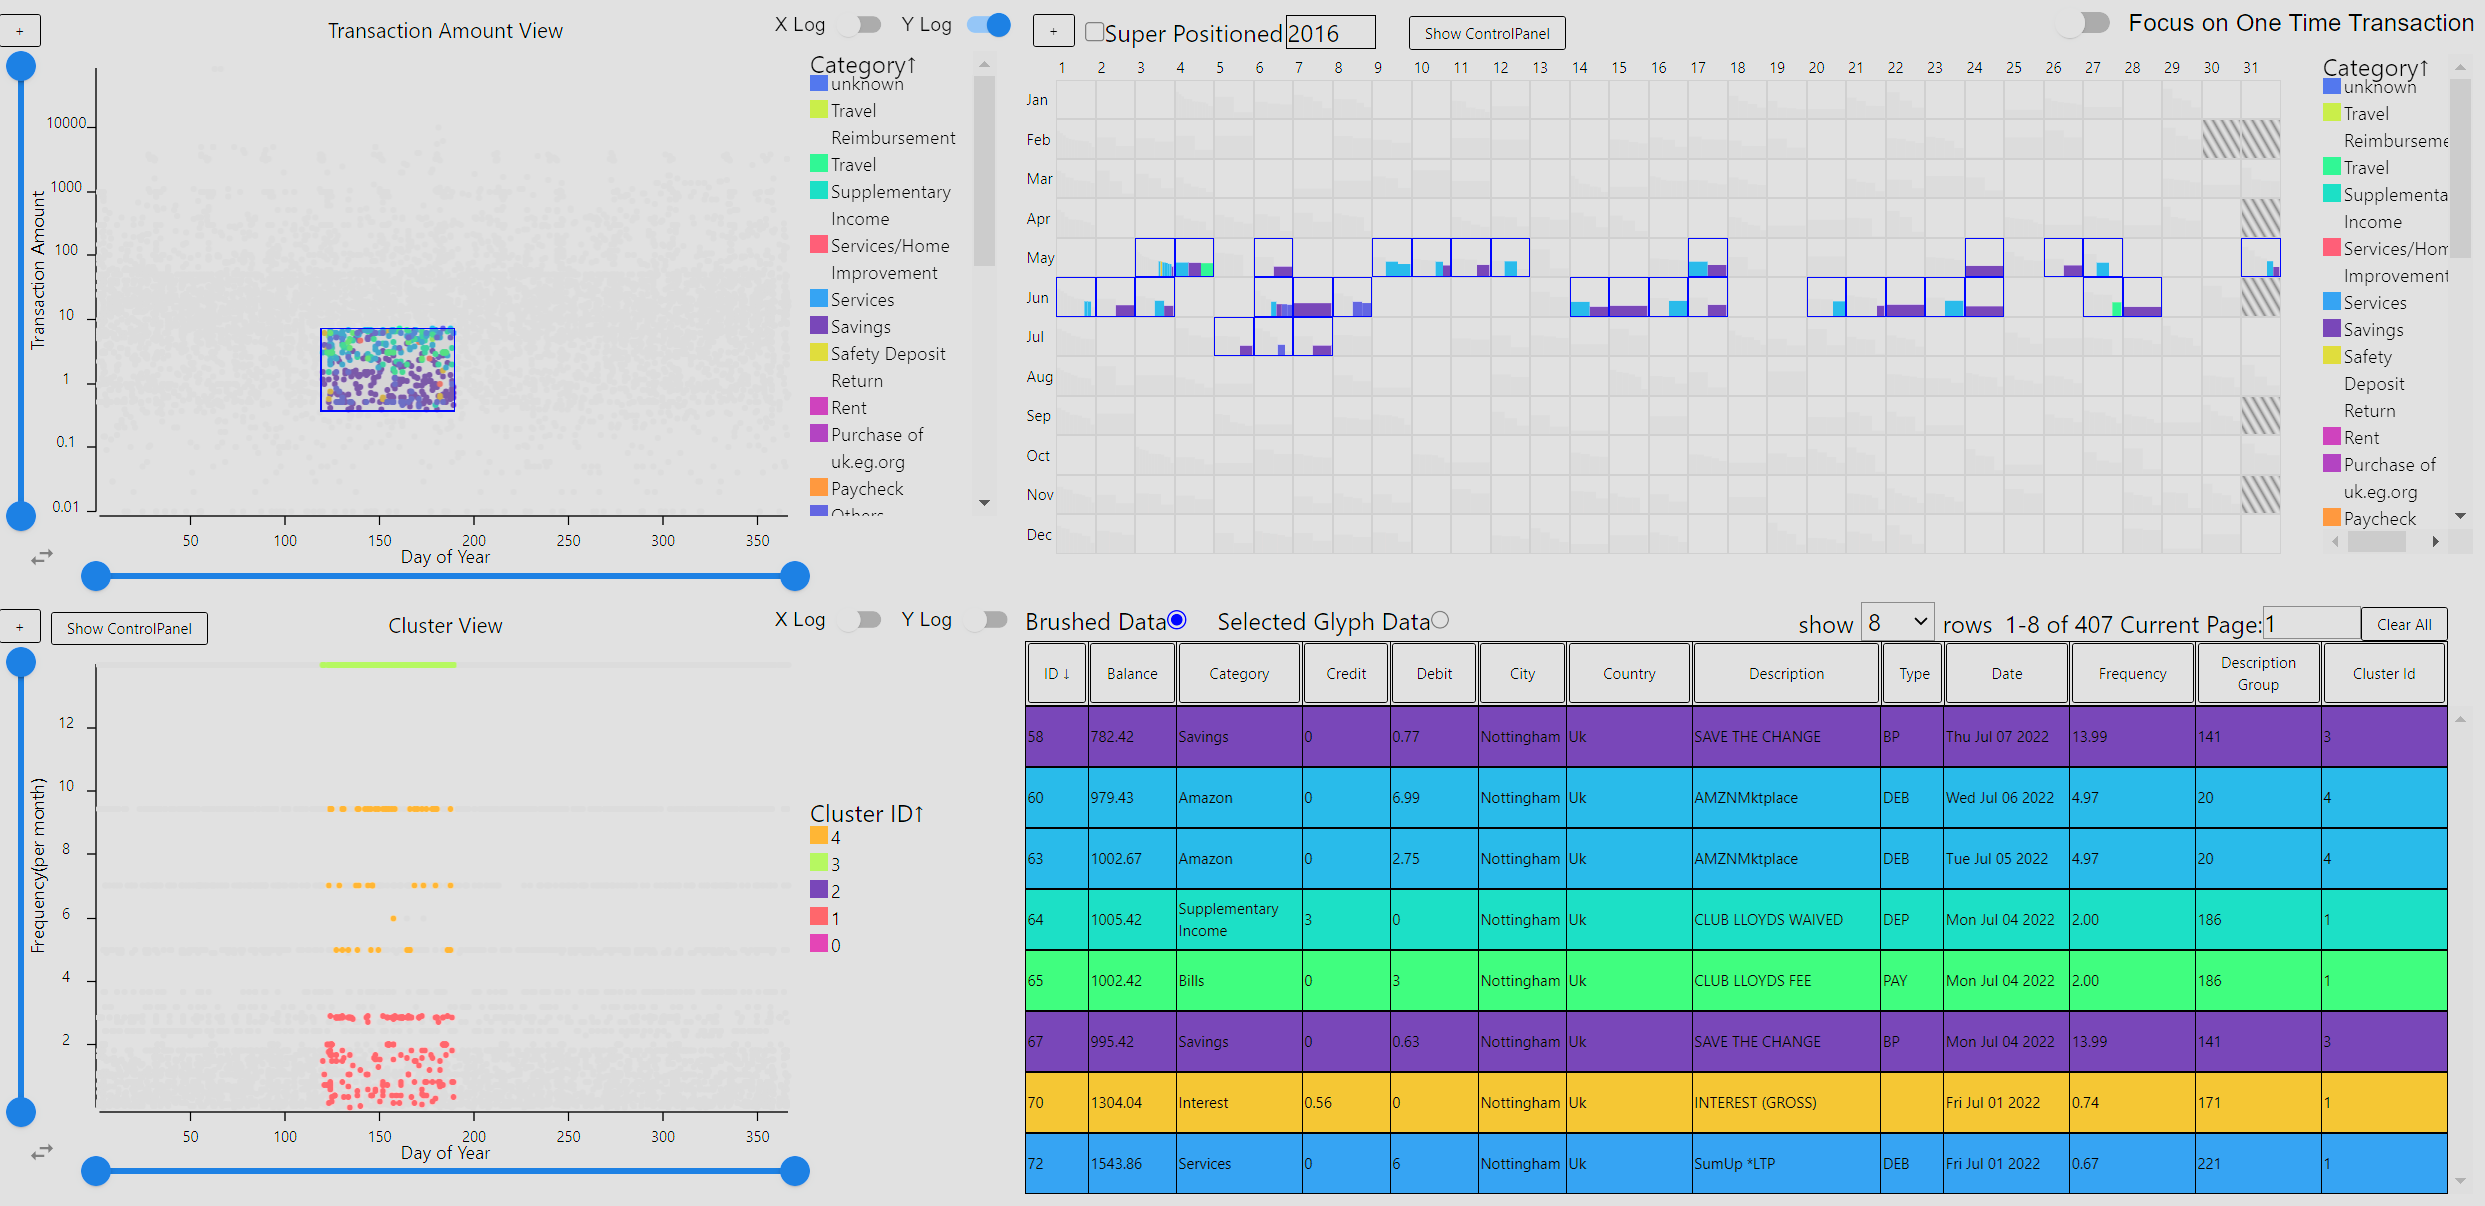 +
Transaction Amount View
X Log
Y Log
Transaction Amount
10000
1000
100
10
1
0.1
0.01
50 100 150 200 250 300 350
Day of Year
Category↑
unknown
Travel
Reimbursement
Travel
Supplementary
Income
Services/Home
Improvement
Services
Savings
Safety Deposit
Return
Rent
Purchase of
uk.eg.org
Paycheck
Others
+
Super Positioned
2016
Show ControlPanel
Focus on One Time Transaction
1 2 3 4 5 6 7 8 9 10 11 12 13 14 15 16 17 18 19 20 21 22 23 24 25 26 27 28 29 30 31
Jan
Feb
Mar
Apr
May
Jun
Jul
Aug
Sep
Oct
Nov
Dec
Category↑
unknown
Travel
Reimburseme
Travel
Supplementa
Income
Services/Hom
Improvement
Services
Savings
Safety
Deposit
Return
Rent
Purchase of
uk.eg.org
Paycheck
+
Show ControlPanel
Cluster View
X Log
Y Log
Frequency(per month)
12
10
8
6
4
2
50 100 150 200 250 300 350
Day of Year
Cluster ID↑
4
3
2
1
0
Brushed Data
Selected Glyph Data
show 8 rows 1-8 of 407 Current Page: 1
Clear All
ID ↓ Balance Category Credit Debit City Country Description Type Date Frequency Description Group Cluster Id
58 782.42 Savings 0 0.77 Nottingham Uk SAVE THE CHANGE BP Thu Jul 07 2022 13.99 141 3
60 979.43 Amazon 0 6.99 Nottingham Uk AMZNMktplace DEB Wed Jul 06 2022 4.97 20 4
63 1002.67 Amazon 0 2.75 Nottingham Uk AMZNMktplace DEB Tue Jul 05 2022 4.97 20 4
64 1005.42 Supplementary Income 3 0 Nottingham Uk CLUB LLOYDS WAIVED DEP Mon Jul 04 2022 2.00 186 1
65 1002.42 Bills 0 3 Nottingham Uk CLUB LLOYDS FEE PAY Mon Jul 04 2022 2.00 186 1
67 995.42 Savings 0 0.63 Nottingham Uk SAVE THE CHANGE BP Mon Jul 04 2022 13.99 141 3
70 1304.04 Interest 0.56 0 Nottingham Uk INTEREST (GROSS) Fri Jul 01 2022 0.74 171 1
72 1543.86 Services 0 6 Nottingham Uk SumUp *LTP DEB Fri Jul 01 2022 0.67 221 1